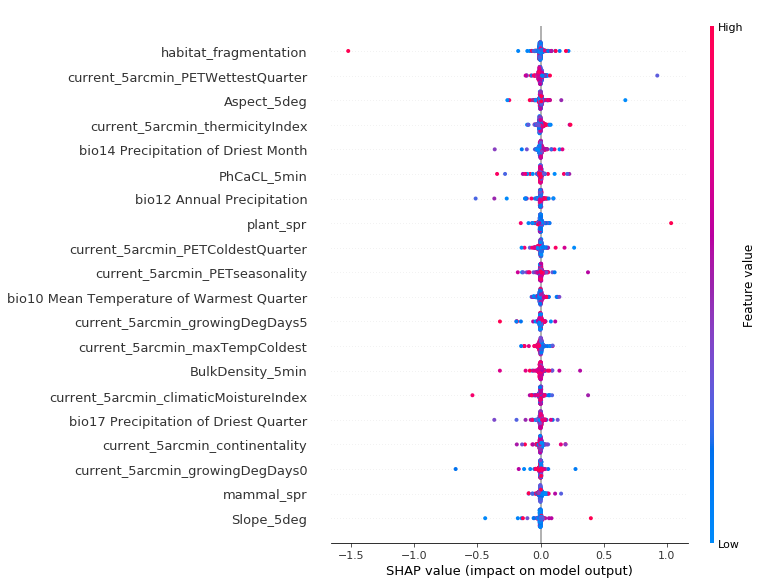 High
habitat_fragmentation
current_5arcmin_PETWettestQuarter
Aspect_5deg
current_5arcmin_thermicityIndex
bio14 Precipitation of Driest Month
PhCaCL_5min
bio12 Annual Precipitation
plant_spr
current_5arcmin_PETColdestQuarter
current_5arcmin_PETseasonality
bio10 Mean Temperature of Warmest Quarter
current_5arcmin_growingDegDays5
current_5arcmin_maxTempColdest
BulkDensity_5min
current_5arcmin_climaticMoistureIndex
bio17 Precipitation of Driest Quarter
current_5arcmin_continentality
current_5arcmin_growingDegDays0
mammal_spr
Slope_5deg
Feature value
Low
−1.5 −1.0 −0.5 0.0 0.5 1.0
SHAP value (impact on model output)